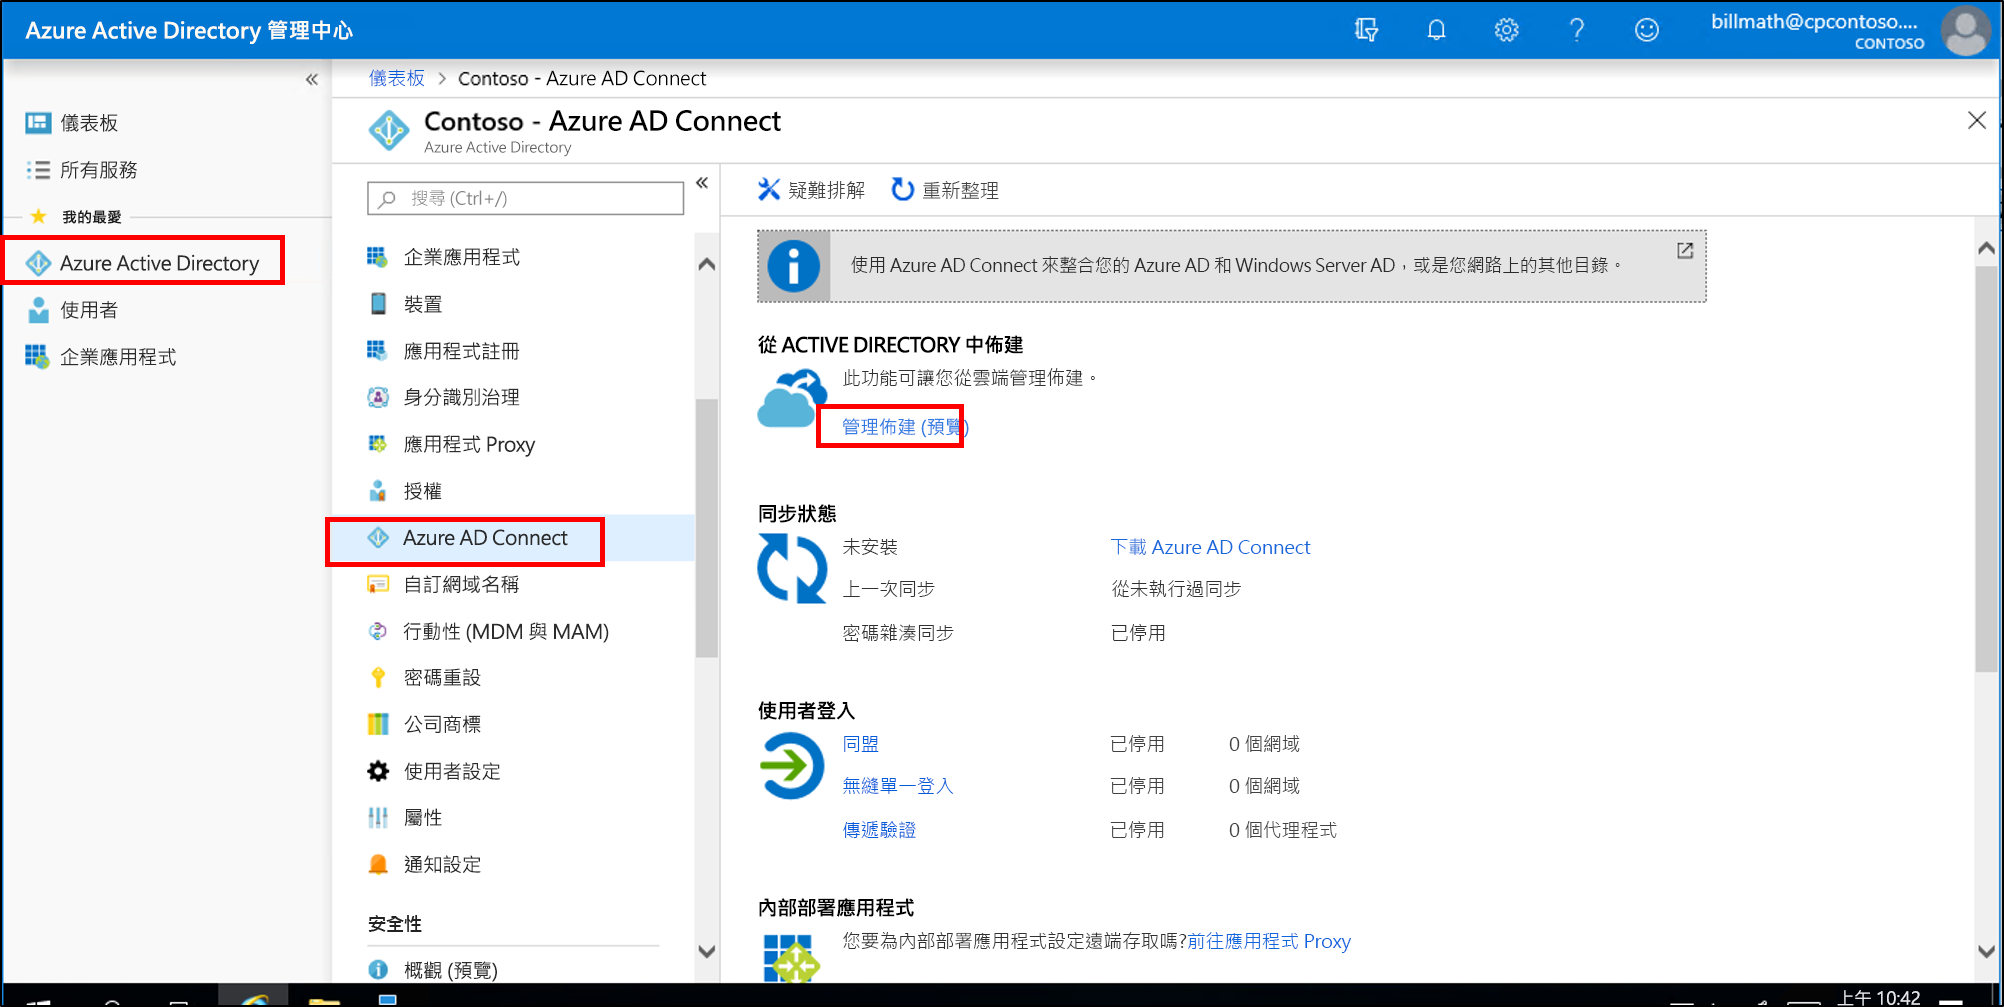 Azure Active Directory 管理中心
billmath@cpcontoso....
CONTOSO
儀表板
所有服務
我的最愛
Azure Active Directory
使用者
企業應用程式
儀表板 > Contoso - Azure AD Connect
Contoso - Azure AD Connect
Azure Active Directory
搜尋 (Ctrl+/)
企業應用程式
裝置
應用程式註冊
身分識別治理
應用程式 Proxy
授權
Azure AD Connect
自訂網域名稱
行動性 (MDM 與 MAM)
密碼重設
公司商標
使用者設定
屬性
通知設定
安全性
概觀 (預覽)
疑難排解 重新整理
使用 Azure AD Connect 來整合您的 Azure AD 和 Windows Server AD，或是您網路上的其他目錄。
從 ACTIVE DIRECTORY 中佈建
此功能可讓您從雲端管理佈建。
管理佈建 (預覽)
同步狀態
未安裝 下載 Azure AD Connect
上一次同步 從未執行過同步
密碼雜湊同步 已停用
使用者登入
同盟 已停用 0 個網域
無縫單一登入 已停用 0 個網域
傳遞驗證 已停用 0 個代理程式
內部部署應用程式
您要為內部部署應用程式設定遠端存取嗎?前往應用程式 Proxy
上午 10:42